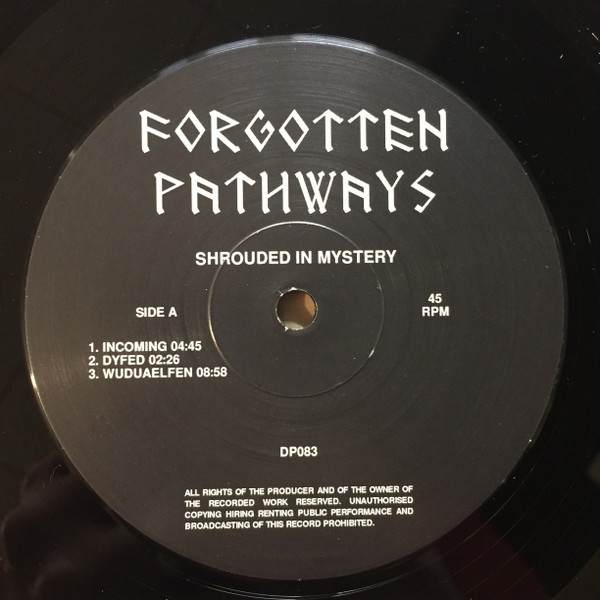 FORGOTTEN
PATHWAYS
SHROUDED IN MYSTERY
SIDE A
45
RPM
1. INCOMING 04:45
2. DYFED 02:26
3. WUDUAELFEN 08:58
DP083
ALL RIGHTS OF THE PRODUCER AND OF THE OWNER OF
THE RECORDED WORK RESERVED. UNAUTHORISED
COPYING HIRING RENTING PUBLIC PERFORMANCE AND
BROADCASTING OF THIS RECORD PROHIBITED.